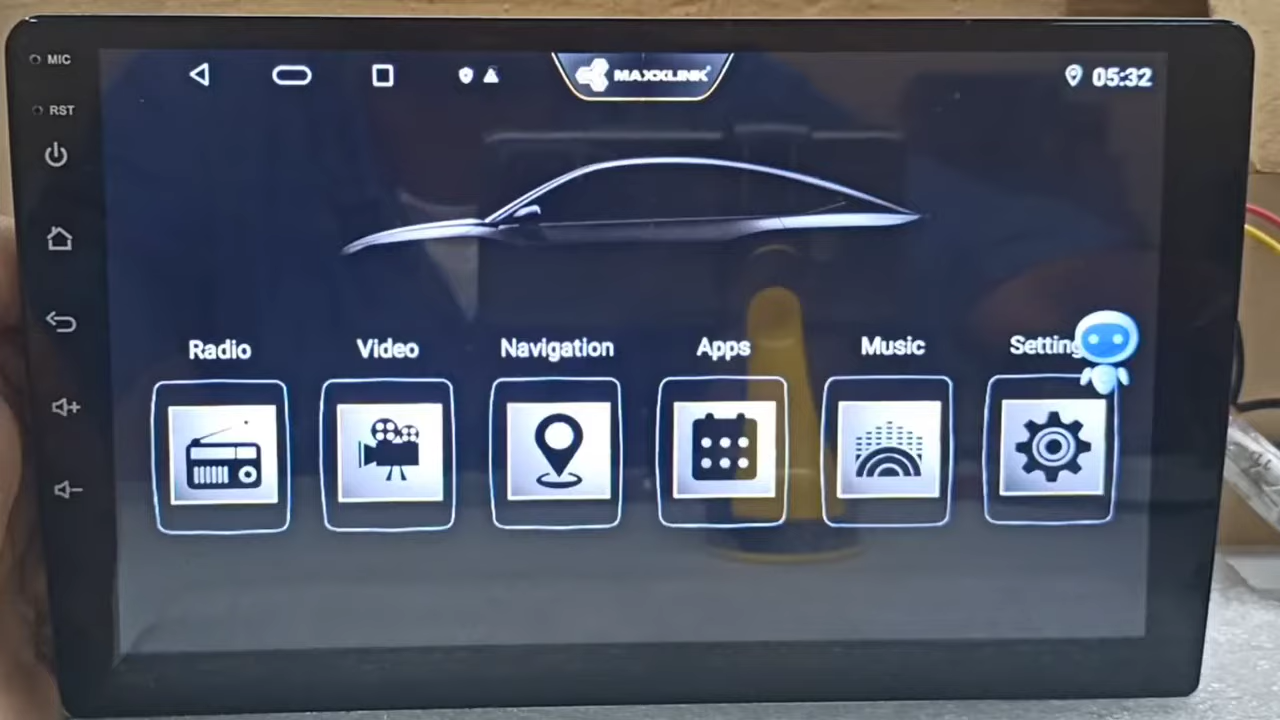 MIC
RST
MAXXLINK
05:32
Radio
Video
Navigation
Apps
Music
Setting